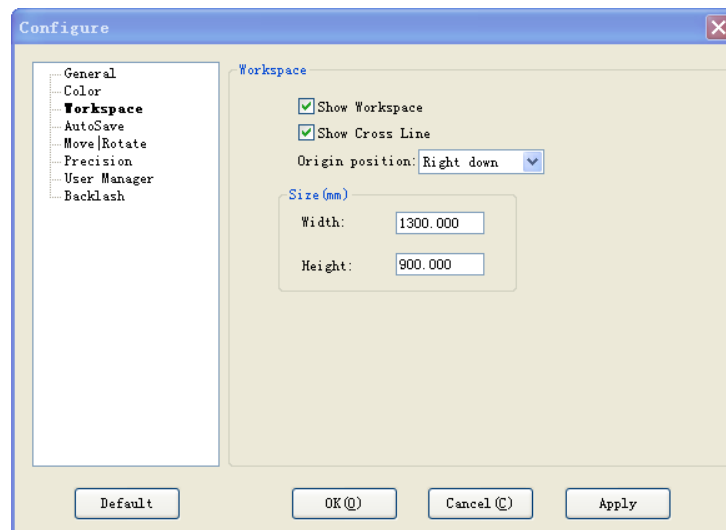 Configure
General
Color
Workspace
AutoSave
Move|Rotate
Precision
User Manager
Backlash
Workspace
Show Workspace
Show Cross Line
Origin position: Right down
Size(mm)
Width: 1300.000
Height: 900.000
Default OK(O) Cancel(C) Apply